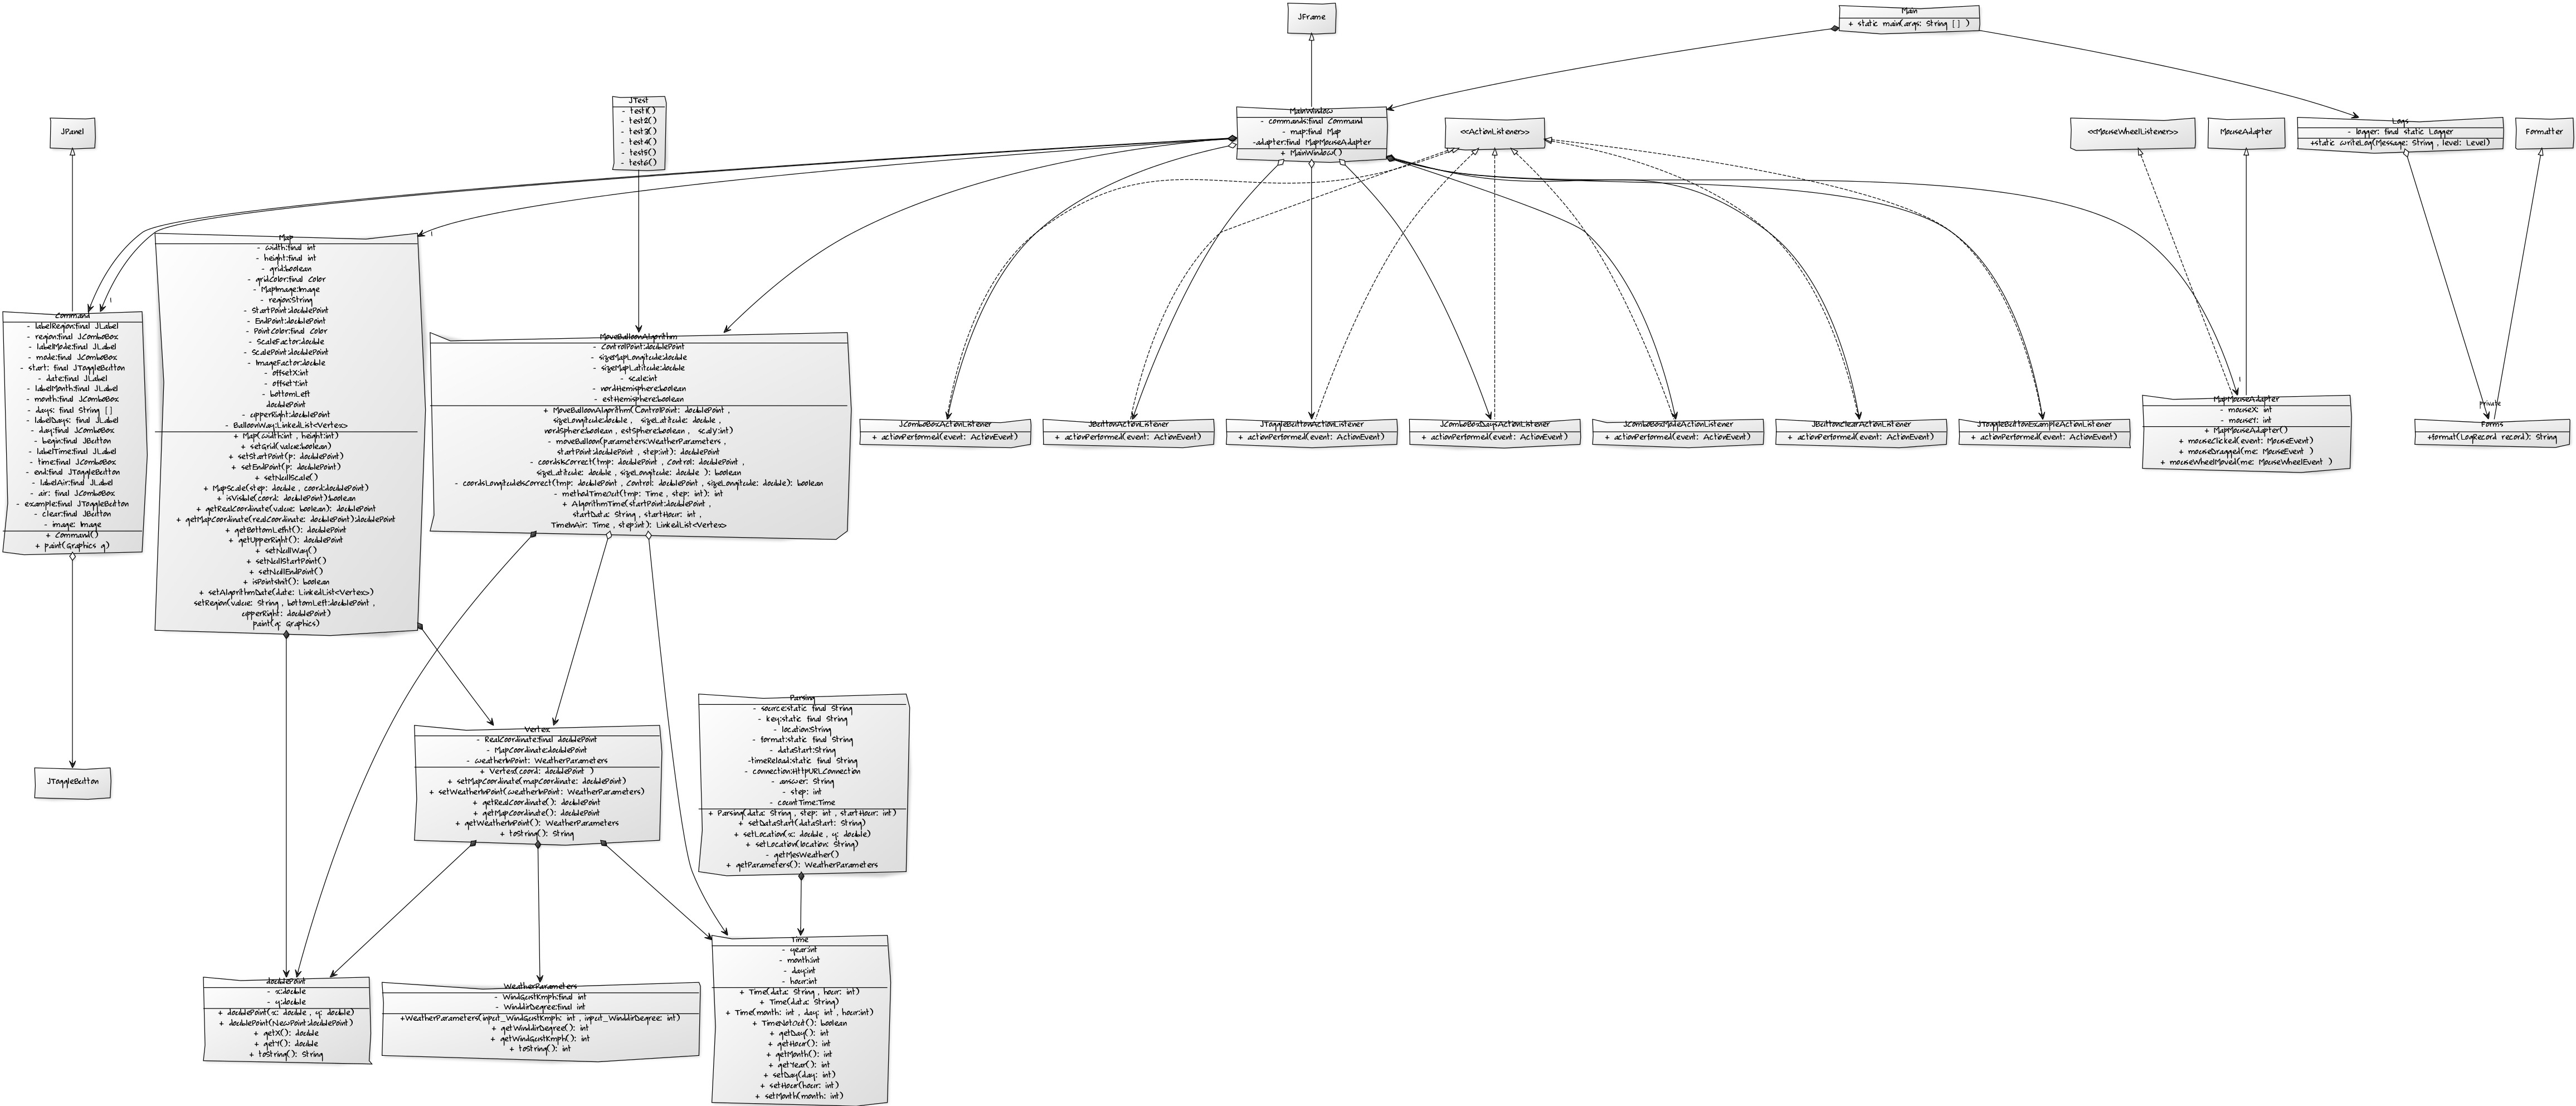 JFrame
Main
+ static main(args: String [] )
JPanel
JTest
- test1()
- test2()
- test3()
- test4()
- test5()
- test6()
MainWindow
- commands:final Command
- map:final Map
-adapter:final MapMouseAdapter
+ MainWindow()
<<ActionListener>>
<<MouseWheelListener>>
MouseAdapter
Logs
- logger: final static Logger
+static writeLog(Message: String , level: Level)
Formatter
1
1
1
Private
Command
- labelRegion:final JLabel
- region:final JComboBox
- labelMode:final JLabel
- mode:final JComboBox
- start: final JToggleButton
- date:final JLabel
- labelMonth:final JLabel
- month:final JComboBox
- days: final String []
- labelDays: final JLabel
- day:final JComboBox
- begin:final JButton
- labelTime:final JLabel
- time:final JComboBox
- end:final JToggleButton
- labelAir:final JLabel
- air: final JComboBox
- example:final JToggleButton
- clear:final JButton
- image: Image
+ Command()
+ paint(Graphics g)
Map
- width:final int
- height:final int
- grid:boolean
- gridColor:final Color
- MapImage:Image
- region:String
- StartPoint:doublePoint
- EndPoint:doublePoint
- PointColor:final Color
- ScaleFactor:double
- ScalePoint:doublePoint
- ImageFactor:double
- offsetX:int
- offsetY:int
- bottomLeft
doublePoint
- upperRight:doublePoint
- BalloonWay:LinkedList<Vertex>
+ Map(width:int , height:int)
+ setGrid(value:boolean)
+ setStartPoint(p: doublePoint)
+ setEndPoint(p: doublePoint)
+ setNullScale()
+ MapScale(step: double , coord:doublePoint)
+ isVisible(coord: doublePoint):boolean
+ getRealCoordinate(value: boolean): doublePoint
+ getMapCoordinate(realCoordinate: doublePoint):doublePoint
+ getBottomLefht(): doublePoint
+ getUpperRight(): doublePoint
+ setNullWay()
+ setNullStartPoint()
+ setNullEndPoint()
+ isPointsInit(): boolean
+ setAlgorithmDate(date: LinkedList<Vertex>)
setRegion(value: String , bottomLeft:doublePoint ,
upperRight: doublePoint)
paint(g: Graphics)
MoveBalloonAlgorithm
- ControlPoint:doublePoint
- sizeMapLongitude:double
- sizeMapLatitude:double
- scale:int
- nordHemisphere:boolean
- estHemisphere:boolean
+ MoveBalloonAlgorithm(ControlPoint: doublePoint ,
sizeLongitude:double , sizeLatitude: double ,
nordSphere:boolean , estSphere:boolean , scaly:int)
- moveBalloon(parameters:WeatherParameters ,
startPoint:doublePoint , step:int): doublePoint
- coordsIsCorrect(tmp: doublePoint , Control: doublePoint ,
sizeLatitude: double , sizeLongitude: double ): boolean
- coordsLongitudeIsCorrect(tmp: doublePoint , Control: doublePoint , sizeLongitude: double): boolean
- methodTimeOut(tmp: Time , step: int): int
+ AlgorithmTime(startPoint:doublePoint ,
startData: String , startHour: int ,
TimeInAir: Time , step:int): LinkedList<Vertex>
JComboBoxActionListener
+ actionPerformed(event: ActionEvent)
JButtonActionListener
+ actionPerformed(event: ActionEvent)
JToggleButtonActionListener
+ actionPerformed(event: ActionEvent)
JComboBoxDaysActionListener
+ actionPerformed(event: ActionEvent)
JComboBoxModeActionListener
+ actionPerformed(event: ActionEvent)
JButtonClearActionListener
+ actionPerformed(event: ActionEvent)
JToggleButtonExampleActionListener
+ actionPerformed(event: ActionEvent)
MapMouseAdapter
- mouseX: int
- mouseY: int
+ MapMouseAdapter()
+ mouseClicked(event: MouseEvent)
+ mouseDragged(me: MouseEvent )
+ mouseWheelMoved(me: MouseWheelEvent )
Forms
+format(LogRecord record): String
JToggleButton
Vertex
- RealCoordinate:final doublePoint
- MapCoordinate:doublePoint
- weatherInPoint: WeatherParameters
+ Vertex(coord: doublePoint )
+ setMapCoordinate(mapCoordinate: doublePoint)
+ setWeatherInPoint(weatherInPoint: WeatherParameters)
+ getRealCoordinate(): doublePoint
+ getMapCoordinate(): doublePoint
+ getWeatherInPoint(): WeatherParameters
+ toString(): String
Parsing
- source:static final String
- key:static final String
- location:String
- format:static final String
- dataStart:String
-timeReload:static final String
- connection:HttpURLConnection
- answer: String
- step: int
- countTime:Time
+ Parsing(data: String , step: int , startHour: int)
+ setDataStart(dataStart: String)
+ setLocation(x: double , y: double)
+ setLocation(location: String)
- getMesWeather()
+ getParameters(): WeatherParameters
doublePoint
- x:double
- y:double
+ doublePoint(x: double , y: double)
+ doublePoint(NewPoint:doublePoint)
+ getX(): double
+ getY(): double
+ toString(): String
WeatherParameters
- WindGustKmph:final int
- WinddirDegree:final int
+WeatherParameters(input_WindGustKmph: int , input_WinddirDegree: int)
+ getWinddirDegree(): int
+ getWindGustKmph(): int
+ toString(): int
Time
- year:int
- month:int
- day:int
- hour:int
+ Time(data: String , hour: int)
+ Time(data: String)
+ Time(month: int , day: int , hour:int)
+ TimeNotOut(): boolean
+ getDay(): int
+ getHour(): int
+ getMonth(): int
+ getYear(): int
+ setDay(day: int)
+ setHour(hour: int)
+ setMonth(month: int)